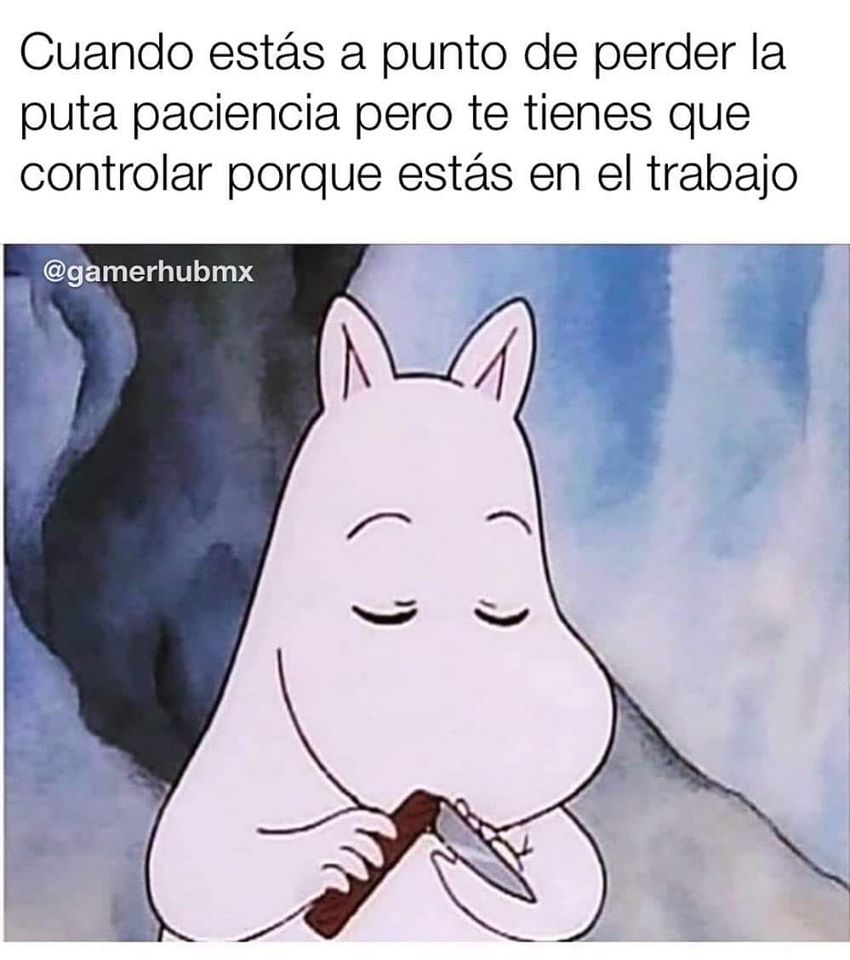 Cuando estás a punto de perder la
puta paciencia pero te tienes que
controlar porque estás en el trabajo
@gamerhubmx